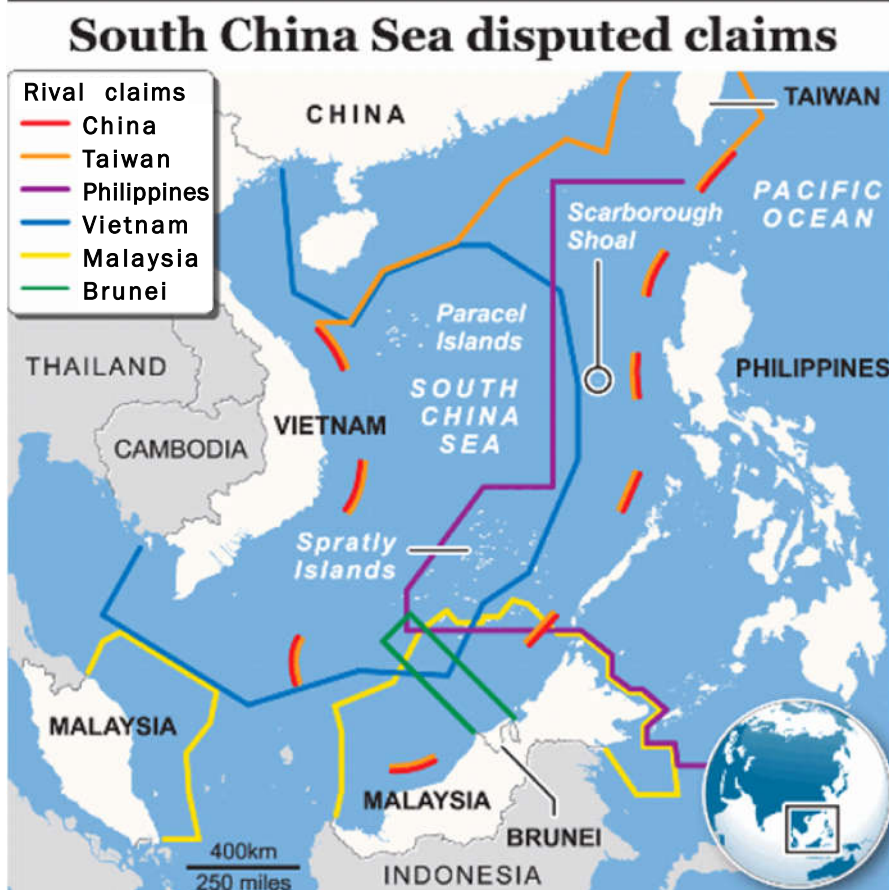 South China Sea disputed claims
Rival claims
China
Taiwan
Philippines
Vietnam
Malaysia
Brunei
CHINA
TAIWAN
PACIFIC
OCEAN
Scarborough
Shoal
Paracel
Islands
THAILAND
PHILIPPINES
SOUTH
CHINA
SEA
VIETNAM
CAMBODIA
Spratly
Islands
MALAYSIA
MALAYSIA
BRUNEI
400km
250 miles
INDONESIA